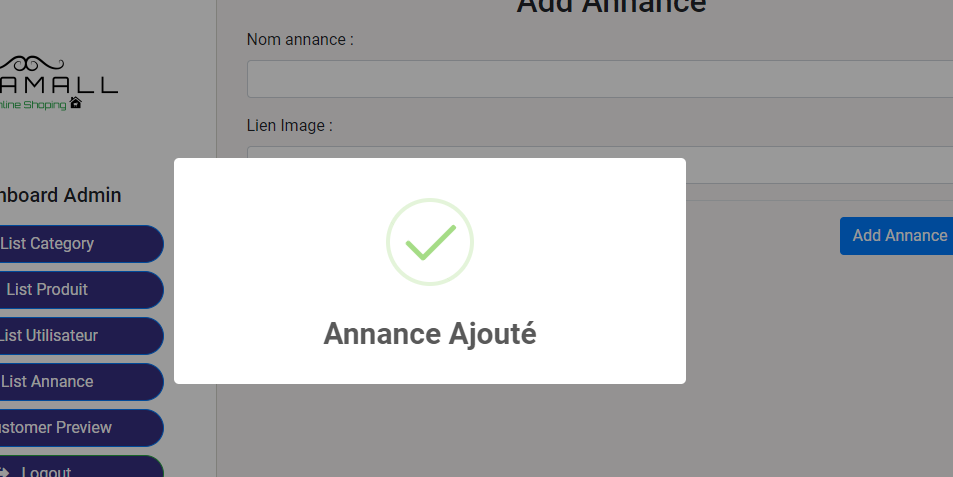 Add Annance
Nom annance :
AMALL
nline Shoping
Lien Image :
nboard Admin
List Category
Add Annance
List Produit
List Utilisateur
Annance Ajouté
List Annance
ustomer Preview
Logout